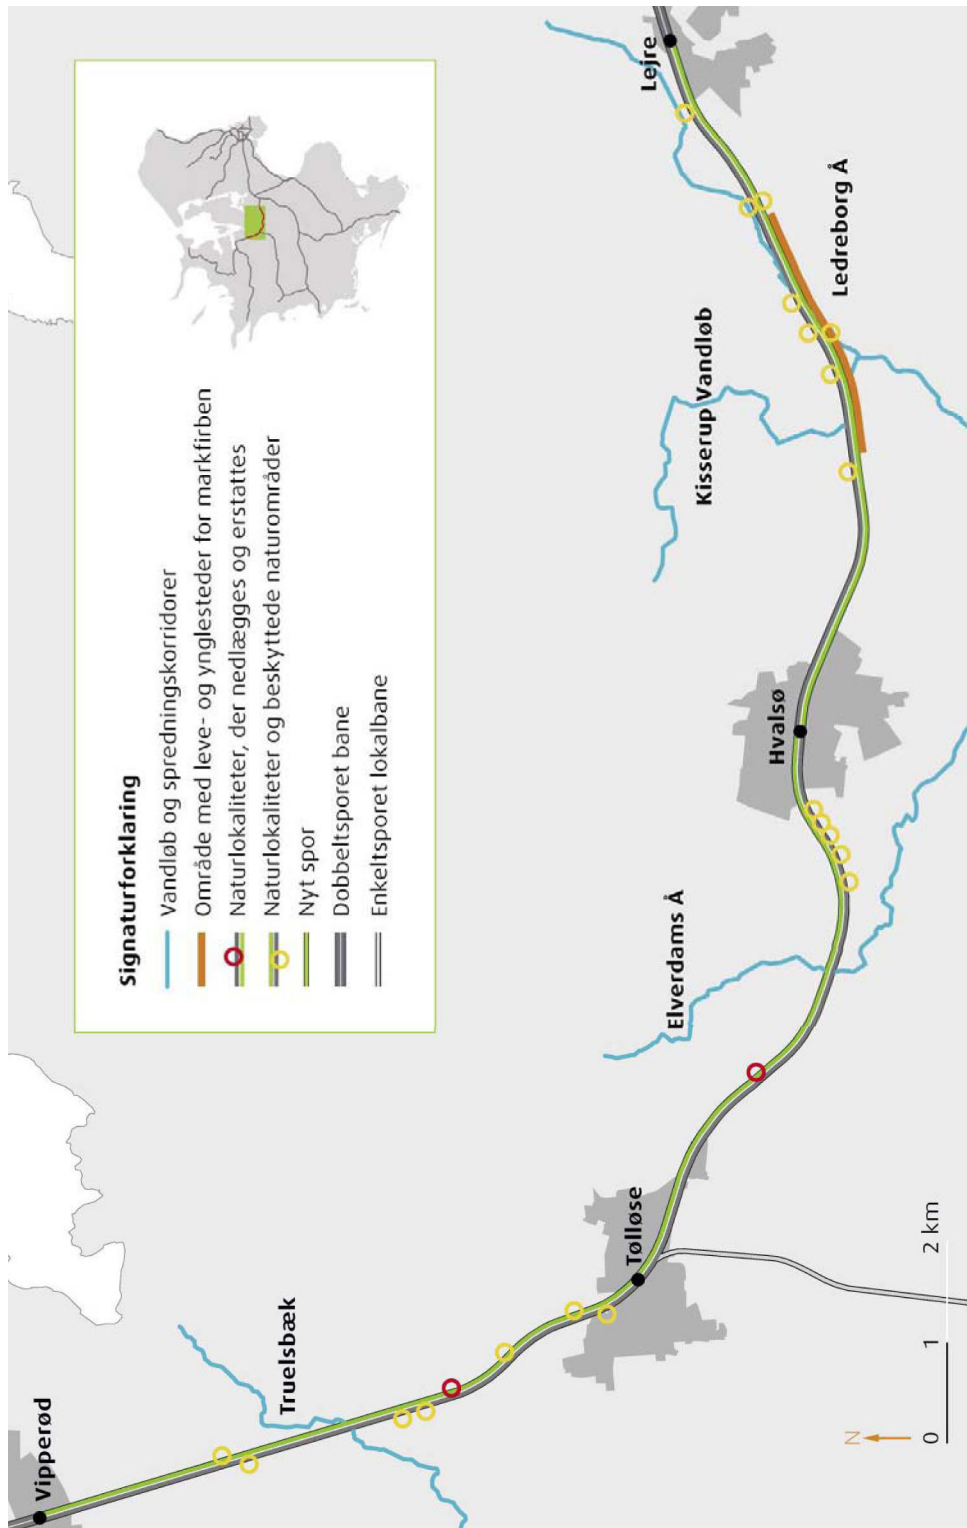 Signaturforklaring
Vandløb og spredningskorridorer
Område med leve- og ynglesteder for markfirben
Naturlokaliteter, der nedlægges og erstattes
Naturlokaliteter og beskyttede naturområder
Nyt spor
Dobbeltsporet bane
Enkeltsporet lokalbane
Vipperød
Truelsbæk
Tølløse
Elverdams Å
Hvalsø
Kisserup Vandløb
Ledreborg Å
Lejre
N
0 1 2 km